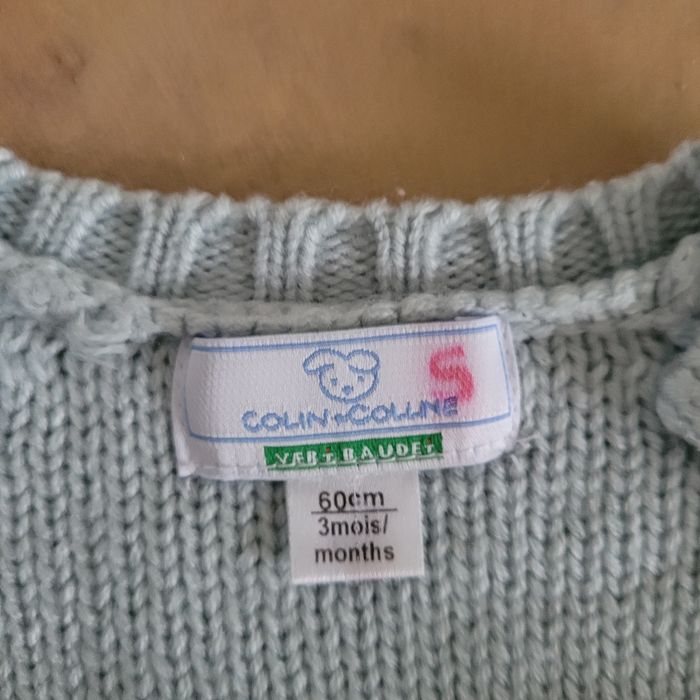 S
COLIN + COLLINE
VERTBAUDET
60cm
3mois/
months